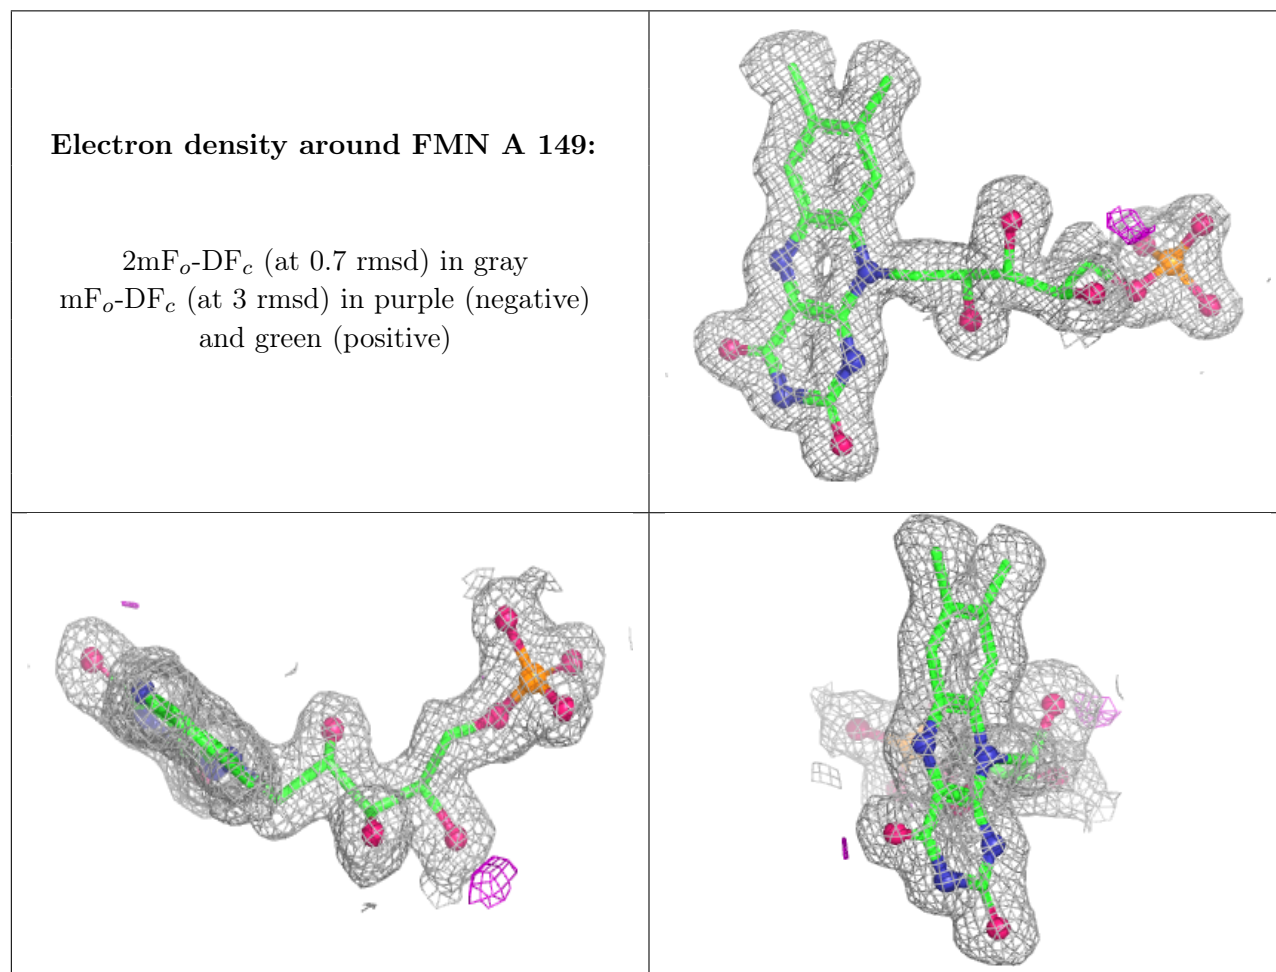 Electron density around FMN A 149:
2mFo-DFc (at 0.7 rmsd) in gray
mFo-DFc (at 3 rmsd) in purple (negative)
and green (positive)